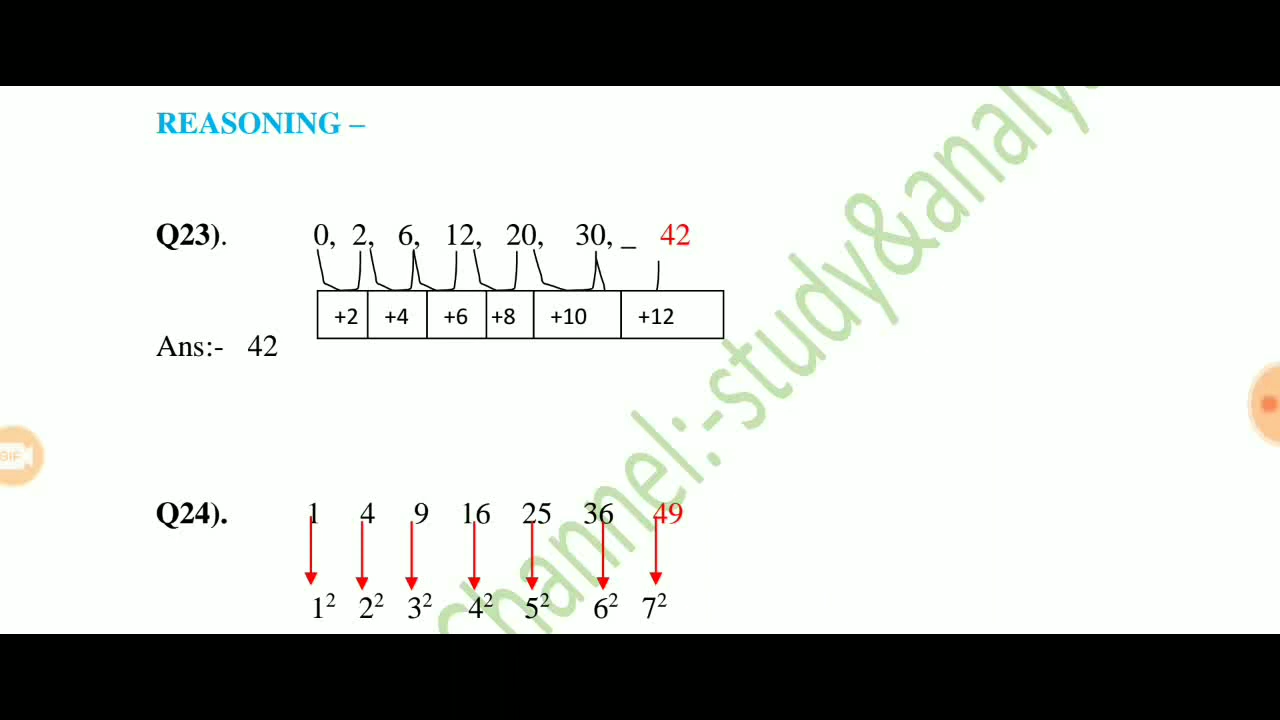 REASONING –
Q23). 0, 2, 6, 12, 20, 30, _ 42
+2 +4 +6 +8 +10 +12
Ans:- 42
Q24). 1 4 9 16 25 36 49
1² 2² 3² 4² 5² 6² 7²
channel:-study&analy
GIF